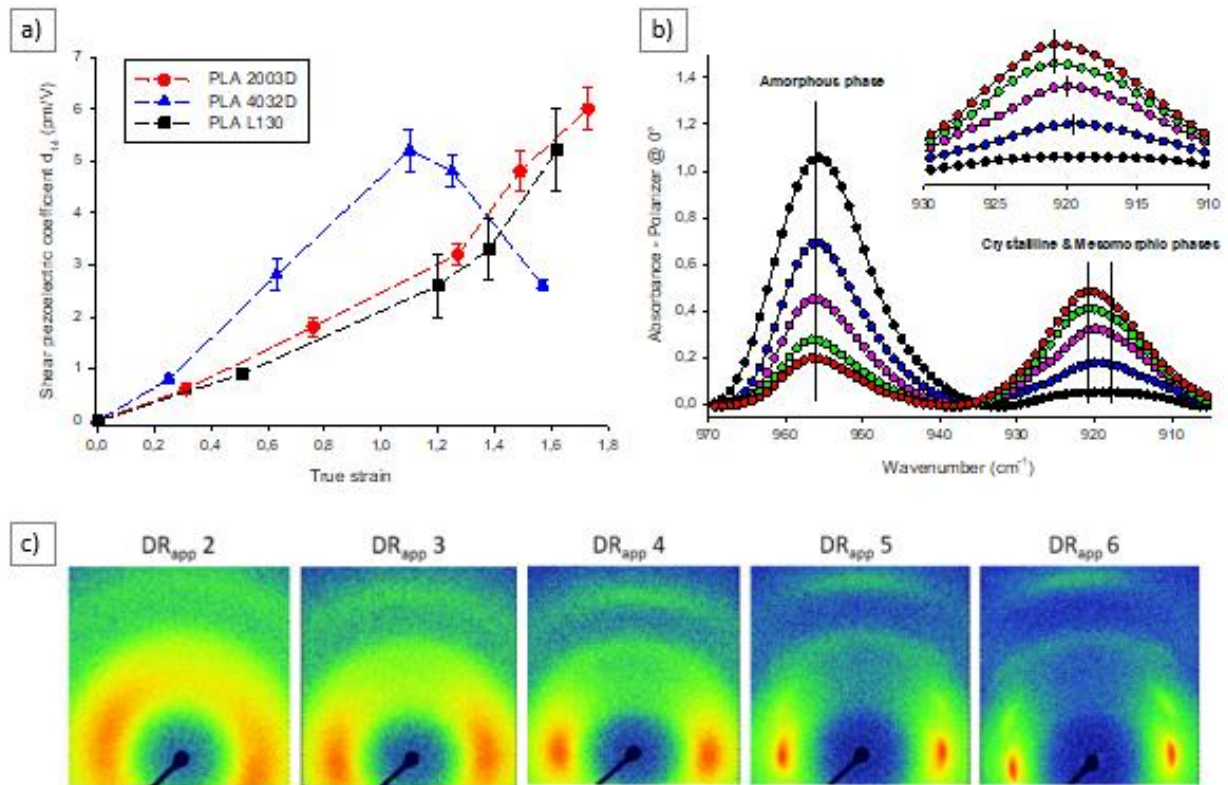 a)
Shear piezoelectric coefficient d₁₄ (pm/V)
7
6
5
4
3
2
1
0
PLA 2003D
PLA 4032D
PLA L130
0,0 0,2 0,4 0,6 0,8 1,0 1,2 1,4 1,6 1,8
True strain
b)
Absorbance - Polarizer @ 0°
1,4
1,2
1,0
0,8
0,6
0,4
0,2
0,0
Amorphous phase
930 925 920 915 910
Crystalline & Mesomorphic phases
970 960 950 940 930 920 910
Wavenumber (cm⁻¹)
c)
DRapp 2 DRapp 3 DRapp 4 DRapp 5 DRapp 6